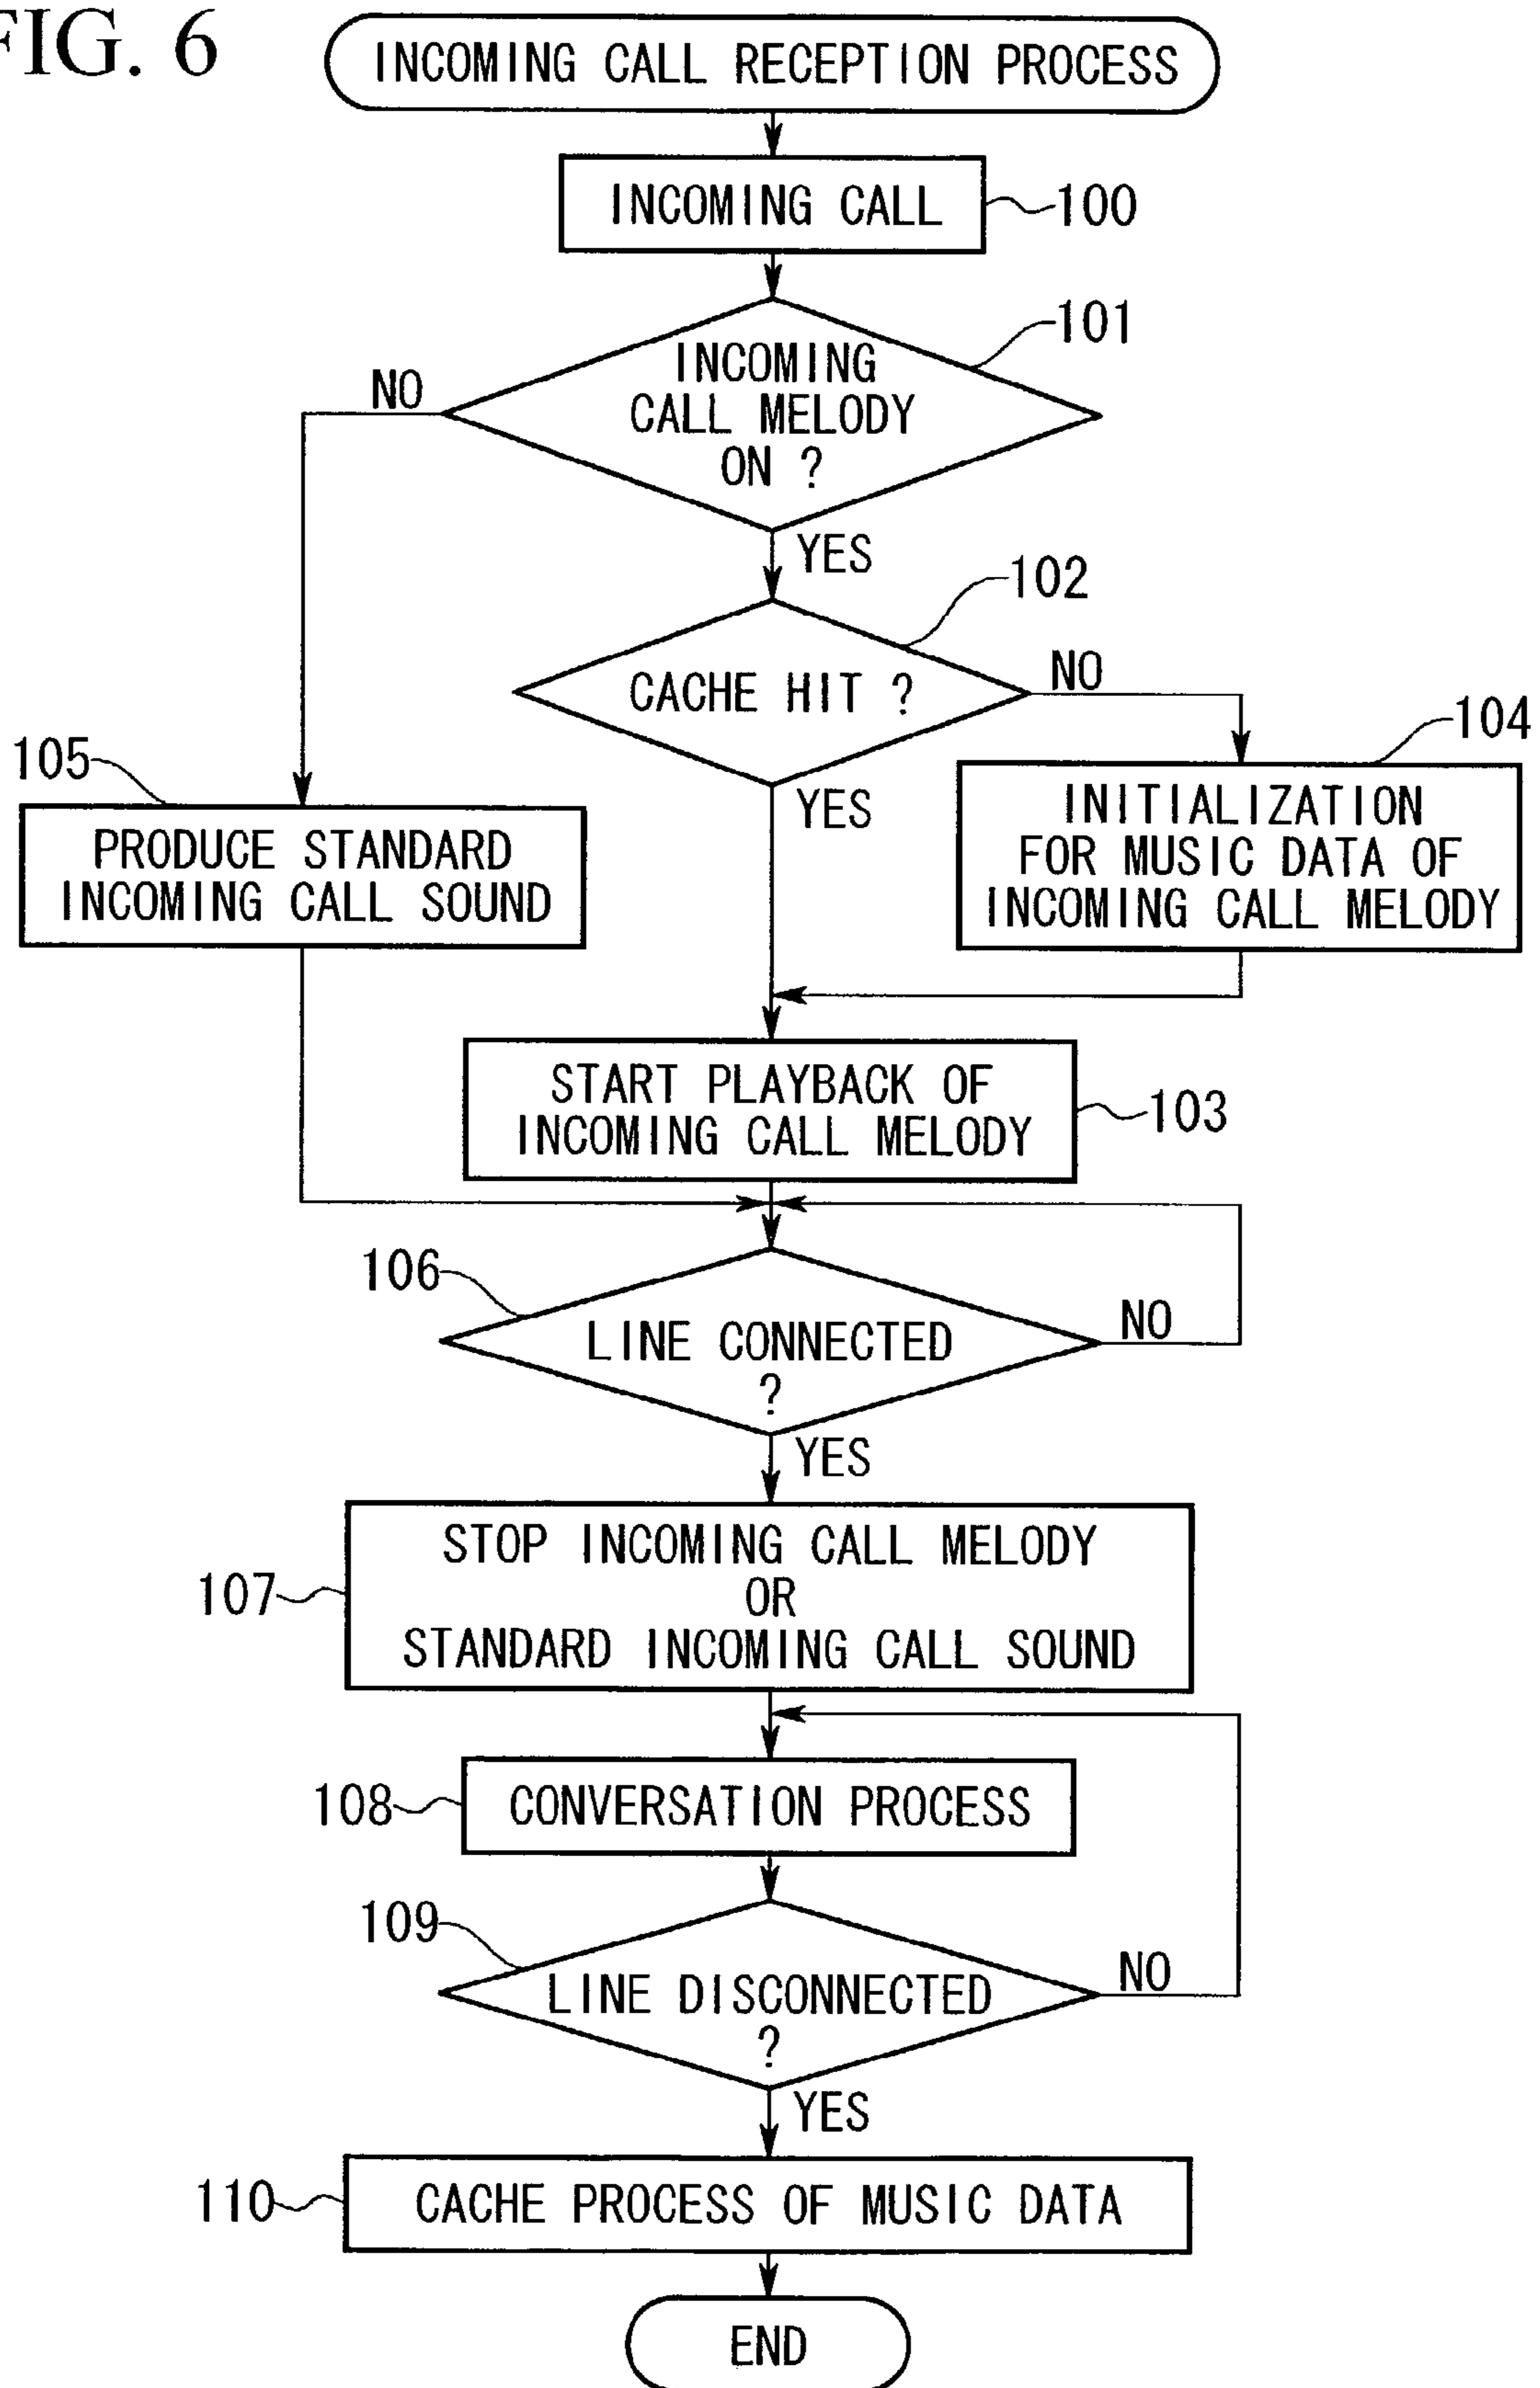 FIG. 6
INCOMING CALL RECEPTION PROCESS
INCOMING CALL
100
101
INCOMING
CALL MELODY
ON ?
NO
YES
102
CACHE HIT ?
NO
104
105
YES
INITIALIZATION
FOR MUSIC DATA OF
INCOMING CALL MELODY
PRODUCE STANDARD
INCOMING CALL SOUND
START PLAYBACK OF
INCOMING CALL MELODY
103
106
LINE CONNECTED
?
NO
YES
STOP INCOMING CALL MELODY
OR
STANDARD INCOMING CALL SOUND
107
108
CONVERSATION PROCESS
109
LINE DISCONNECTED
?
NO
YES
110
CACHE PROCESS OF MUSIC DATA
END